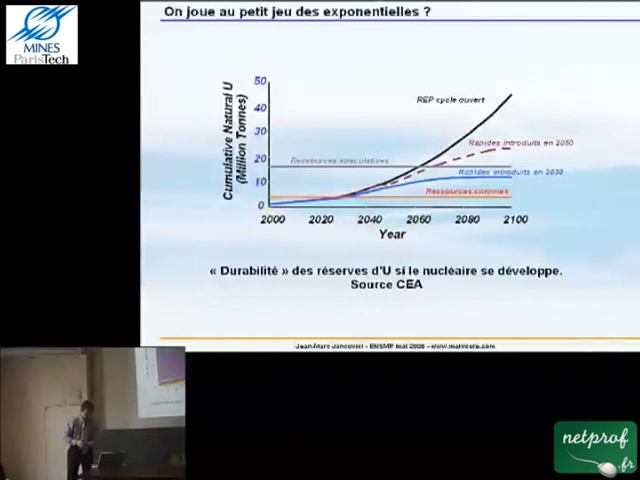 On joue au petit jeu des exponentielles ?
MINES
ParisTech
Cumulative Natural U
(Million Tonnes)
50
40
30
20
10
0
REP cycle ouvert
Rapides introduits en 2050
Ressources spéculatives
Rapides introduits en 2030
Ressources connues
2000 2020 2040 2060 2080 2100
Year
« Durabilité » des réserves d'U si le nucléaire se développe.
Source CEA
Jean-Marc Jancovici - ENSMP mai 2008 - www.manicore.com
netprof
.fr